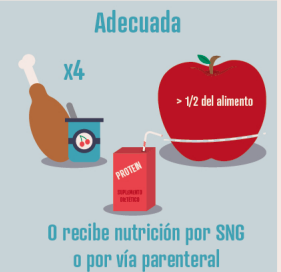 Adecuada
x4
> 1/2 del alimento
PROTEIN
SUPLEMENTO
DIETÉTICO
O recibe nutrición por SNG
o por vía parenteral